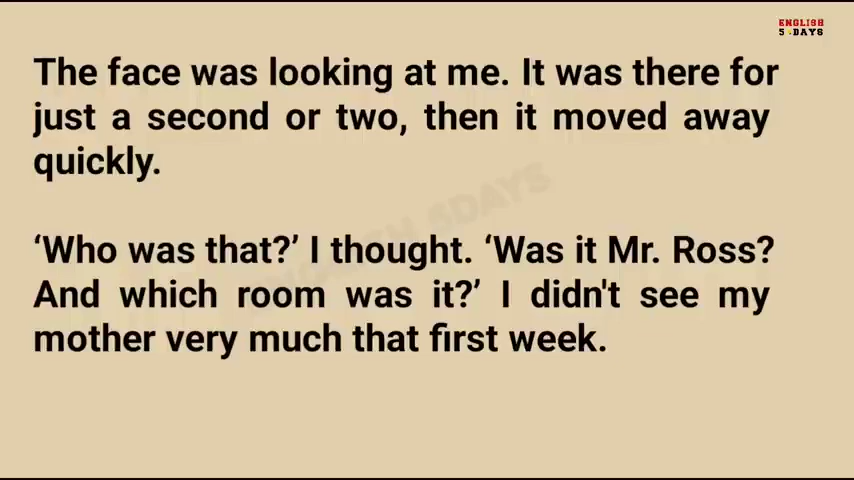 ENGLISH
5 DAYS
The face was looking at me. It was there for
just a second or two, then it moved away
quickly.
ENGLISH 5DAYS
‘Who was that?’ I thought. ‘Was it Mr. Ross?
And which room was it?’ I didn't see my
mother very much that first week.